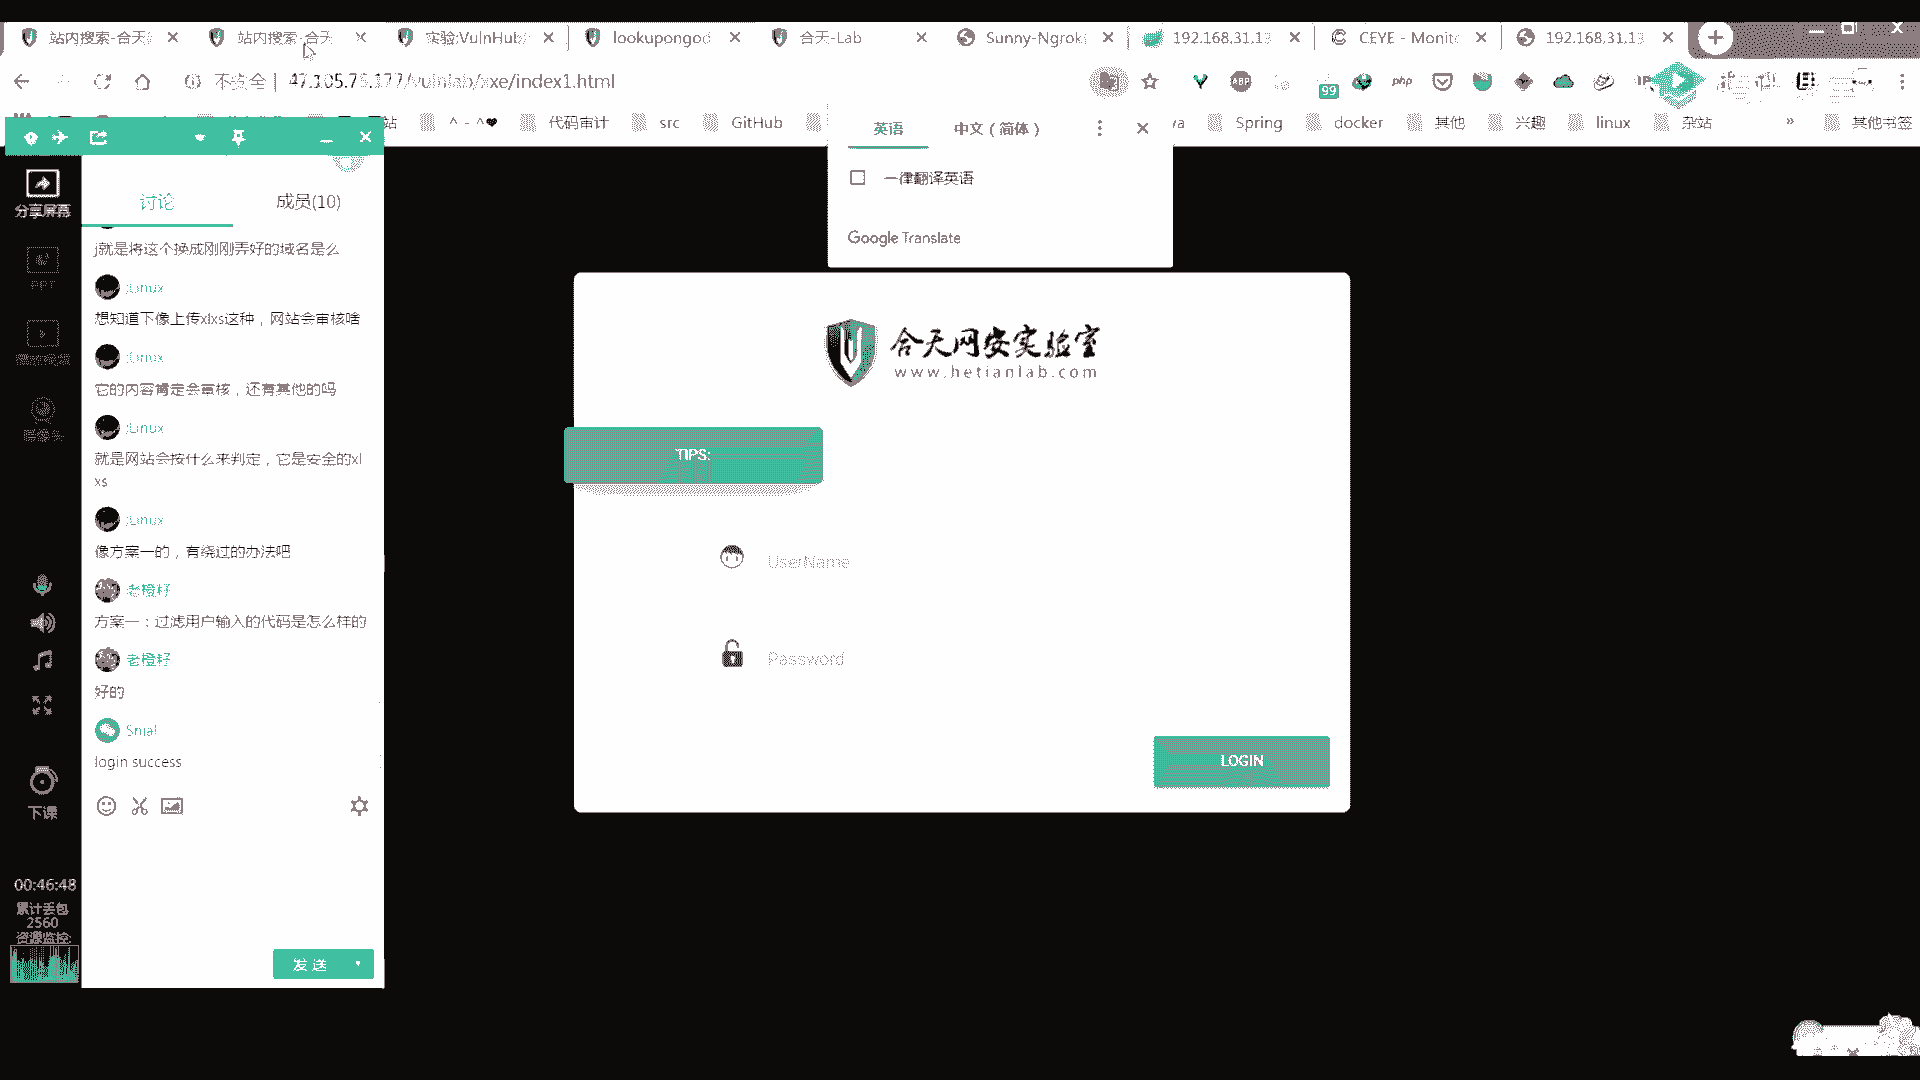 站内搜索-合天
站内搜索-合天
实验:VulnHub
lookupongod
合天-Lab
Sunny-Ngrok
192.168.31.13
CEYE - Monit
192.168.31.13
不安全
/vulnlab/xxe/index1.html
99
php
站
^ - ^❤
代码审计
src
GitHub
va
Spring
docker
其他
兴趣
linux
杂站
»
其他书签
英语
中文（简体）
一律翻译英语
Google Translate
分享屏幕
PPT
讨论
成员(10)
j就是将这个换成刚刚弄好的域名是么
:Linux
想知道下像上传xlxs这种，网站会审核啥
:Linux
它的内容肯定会审核，还有其他的吗
:Linux
就是网站会按什么来判定，它是安全的xl
xs
:Linux
像方案一的，有绕过的办法吧
老橙籽
方案一：过滤用户输入的代码是怎么样的
老橙籽
好的
login success
下课
00:46:48
累计丢包
2560
资源监控:
发 送
合天网安实验室
www.hetianlab.com
TIPS:
UserName
Password
LOGIN